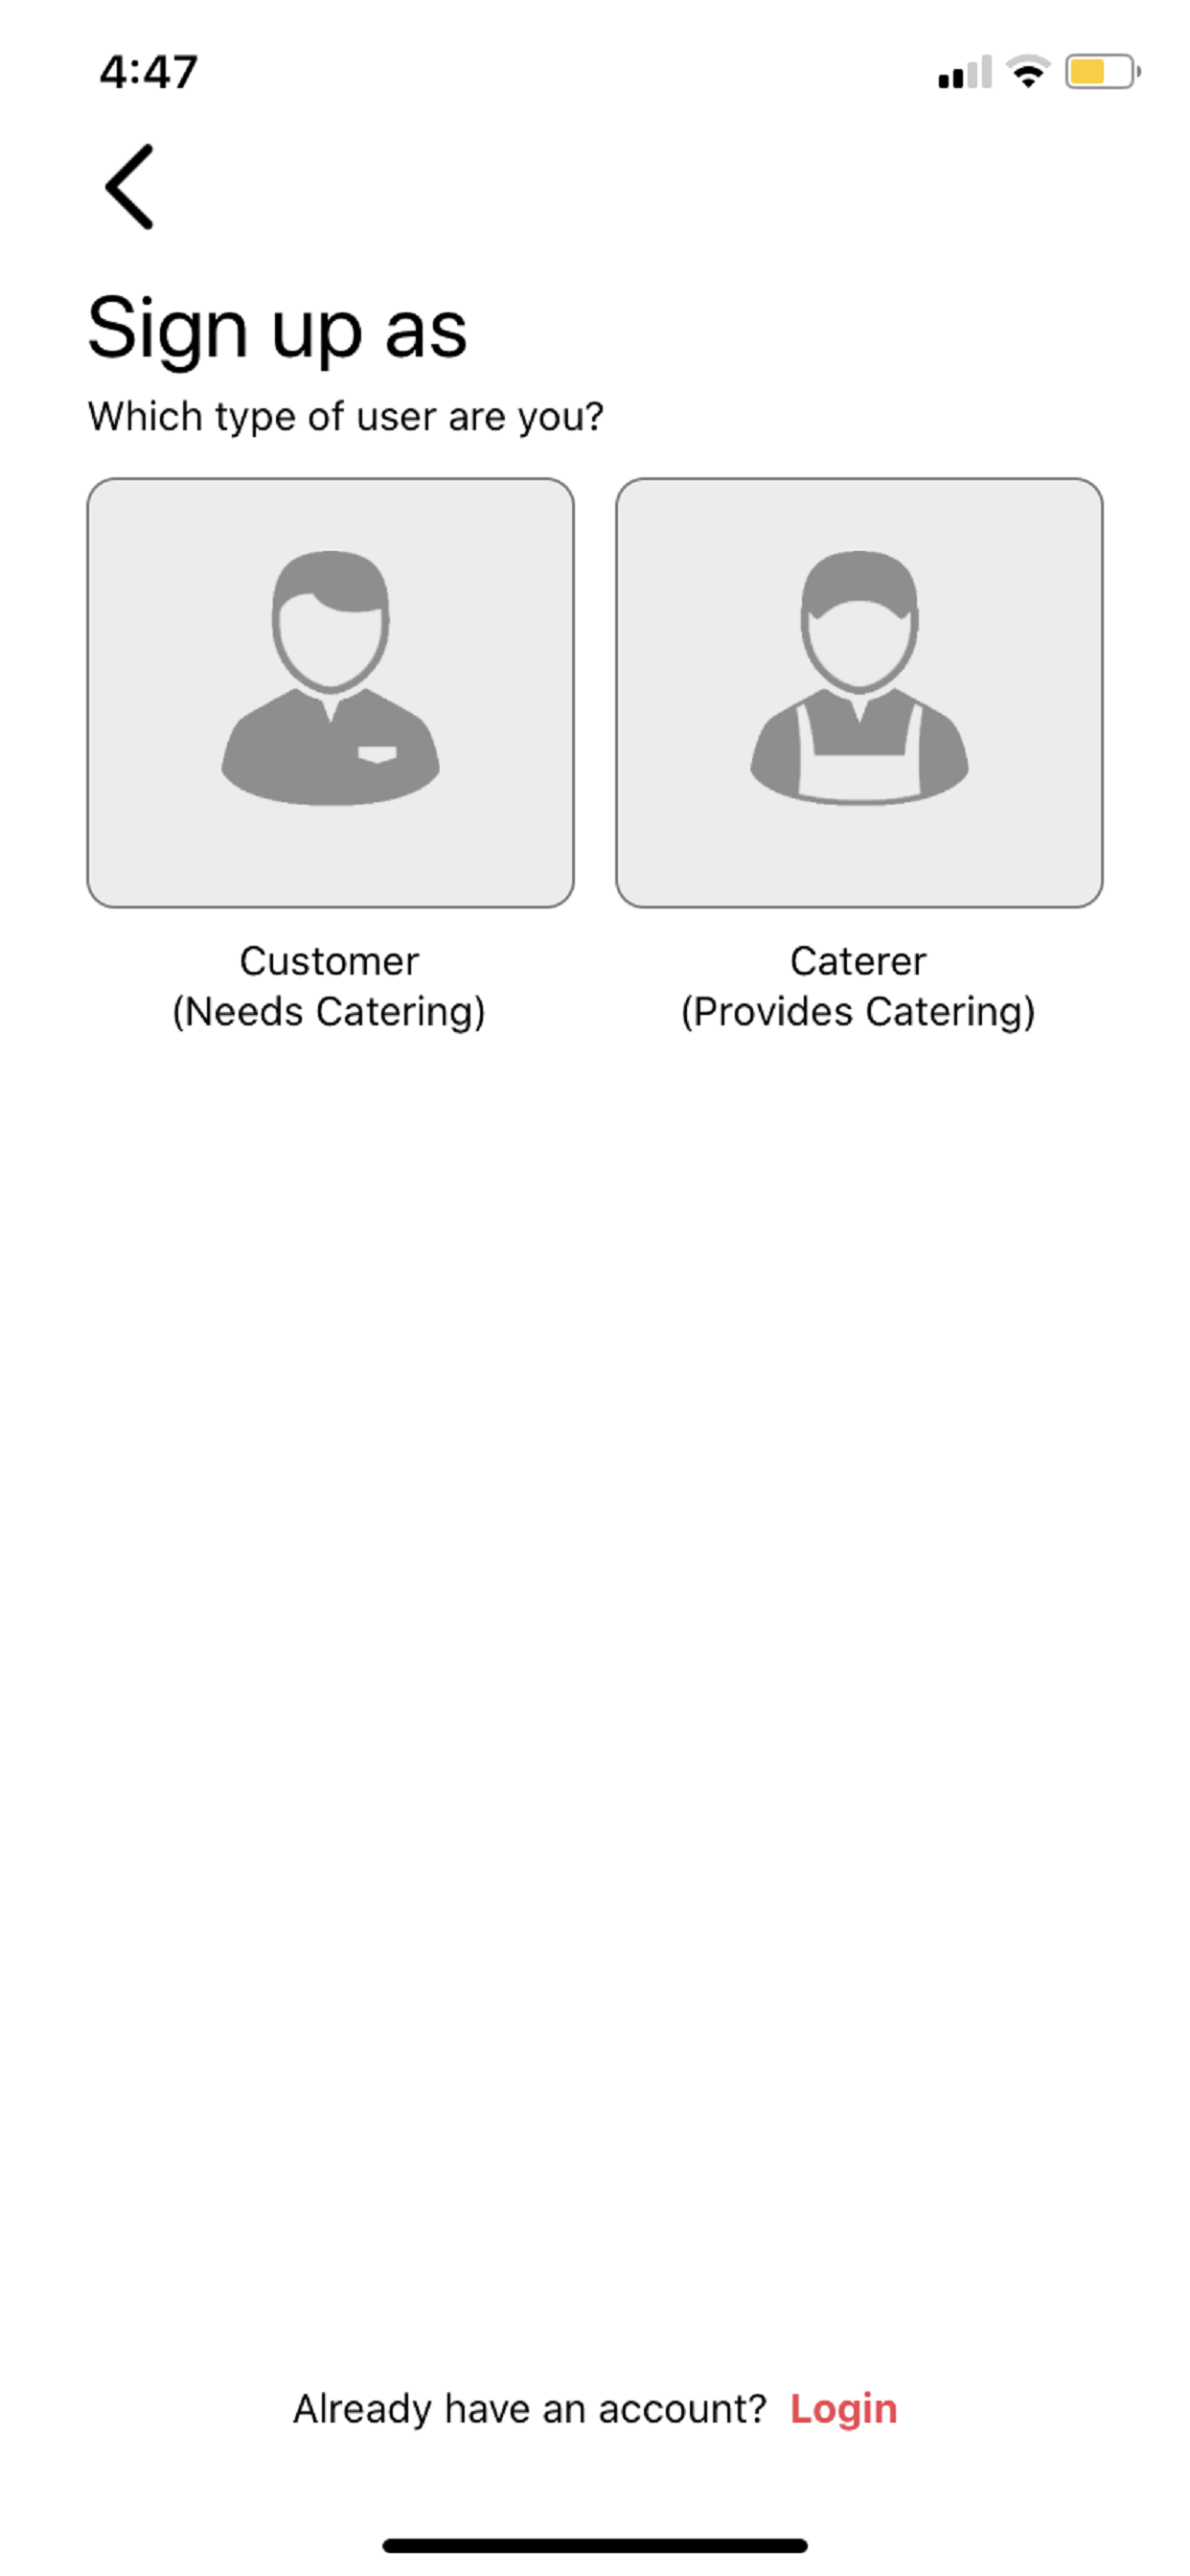 4:47
Sign up as
Which type of user are you?
Customer
(Needs Catering)
Caterer
(Provides Catering)
Already have an account? Login